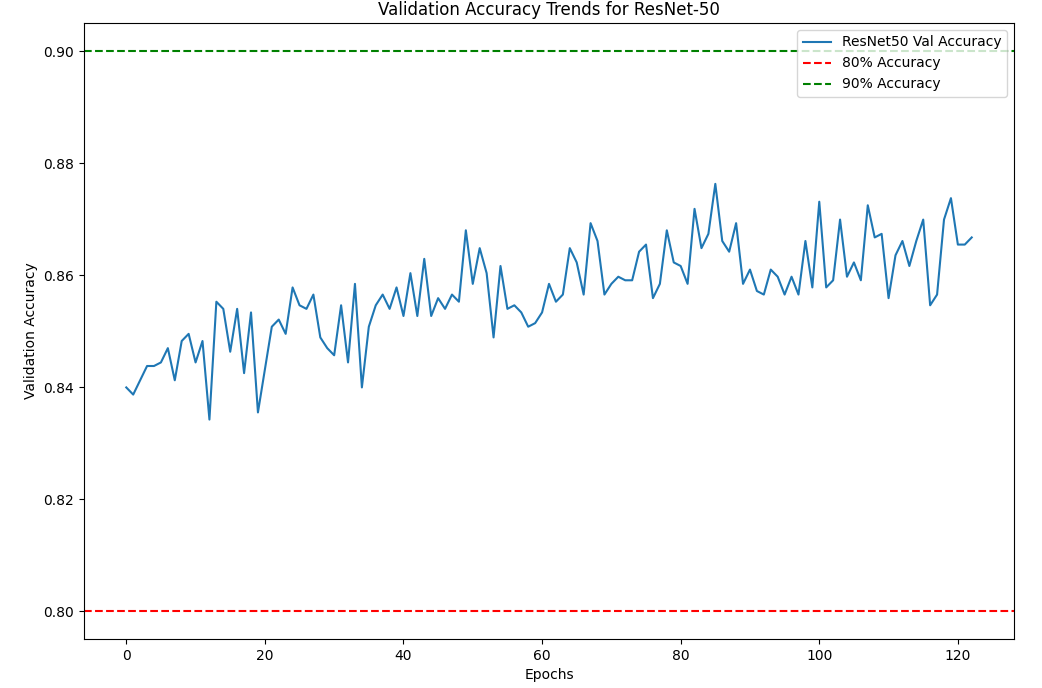 Validation Accuracy Trends for ResNet-50
ResNet50 Val Accuracy
80% Accuracy
90% Accuracy
Validation Accuracy
0.90
0.88
0.86
0.84
0.82
0.80
0 20 40 60 80 100 120
Epochs